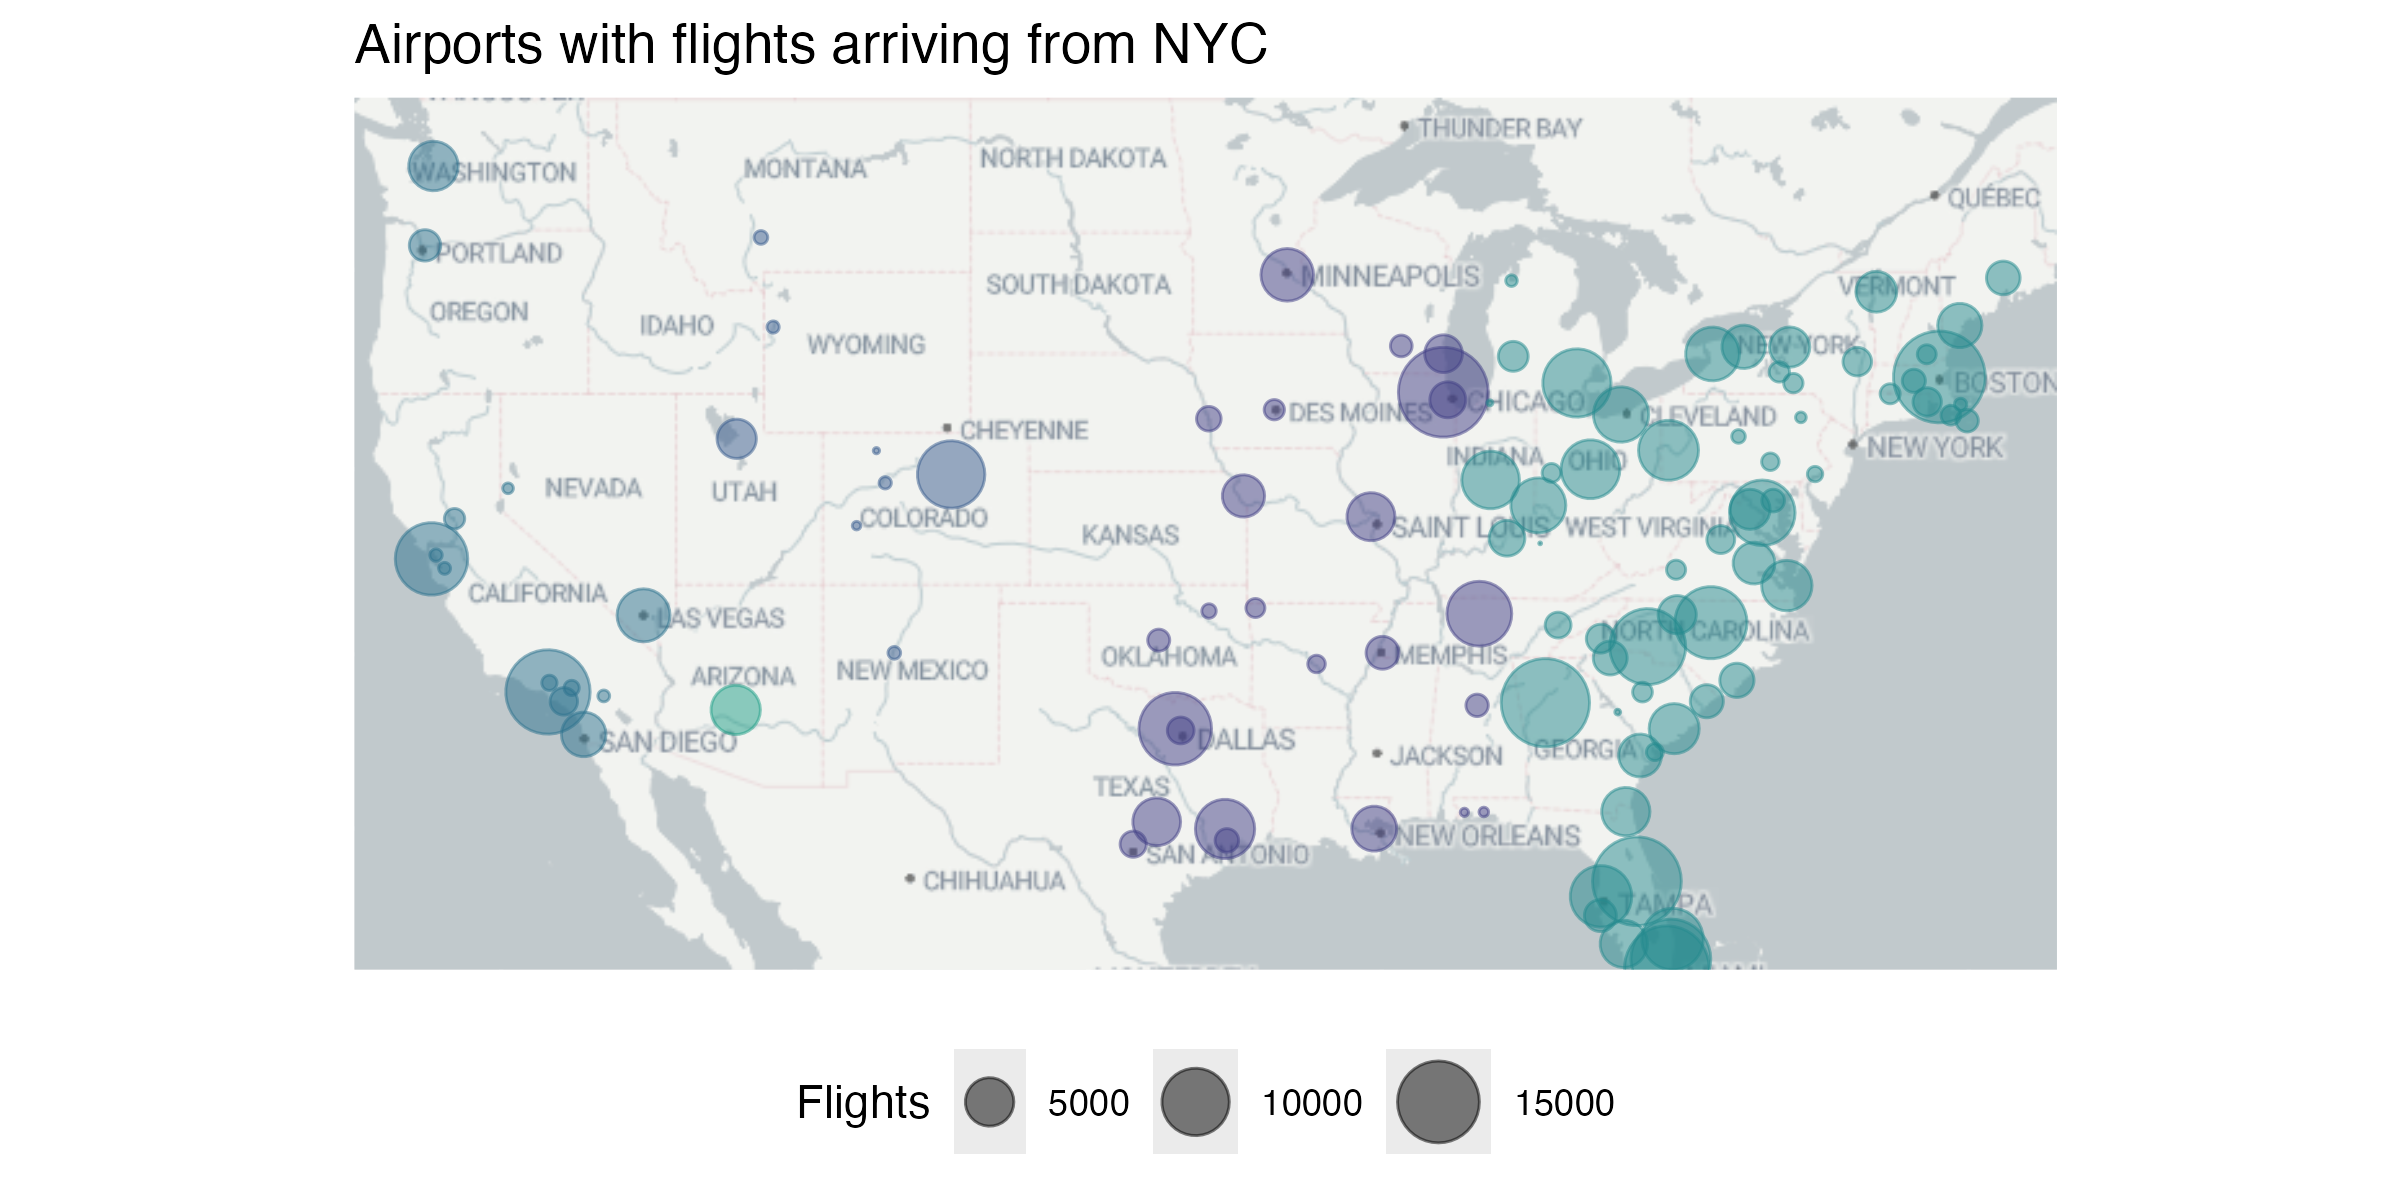 Airports with flights arriving from NYC
THUNDER BAY
NORTH DAKOTA
MONTANA
WASHINGTON
QUÉBEC
PORTLAND
MINNEAPOLIS
SOUTH DAKOTA
VERMONT
OREGON
IDAHO
WYOMING
NEW YORK
BOSTON
CHICAGO
DES MOINES
CLEVELAND
CHEYENNE
NEW YORK
INDIANA
OHIO
NEVADA
UTAH
COLORADO
KANSAS
SAINT LOUIS
WEST VIRGINIA
CALIFORNIA
LAS VEGAS
NORTH CAROLINA
OKLAHOMA
MEMPHIS
NEW MEXICO
ARIZONA
SAN DIEGO
DALLAS
GEORGIA
JACKSON
TEXAS
NEW ORLEANS
SAN ANTONIO
CHIHUAHUA
TAMPA
Flights 5000 10000 15000